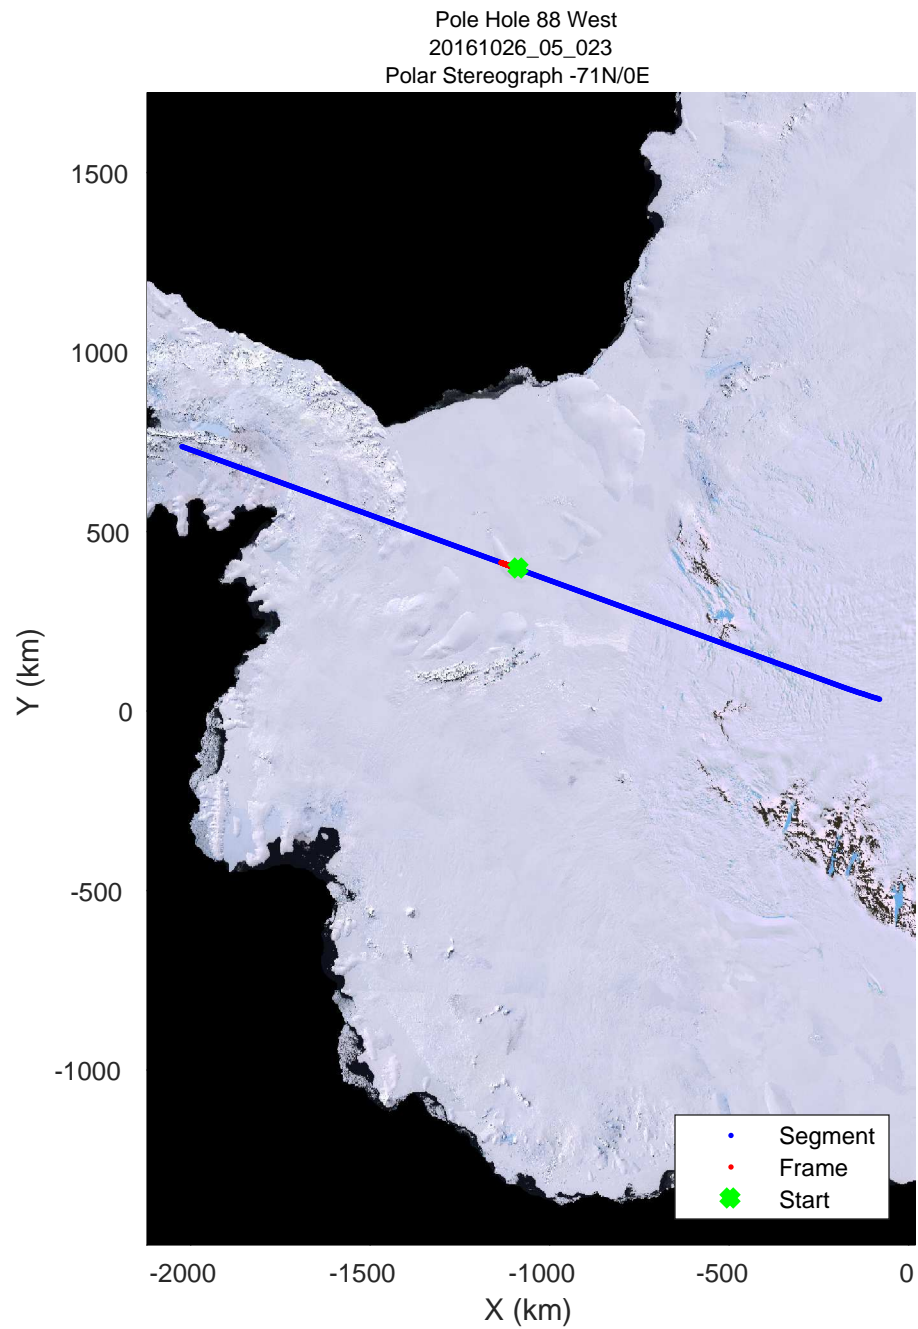 Pole Hole 88 West
20161026_05_023
Polar Stereograph -71N/0E
1500
1000
500
0
-500
-1000
Y (km)
-2000
-1500
-1000
-500
0
X (km)
Segment
Frame
Start